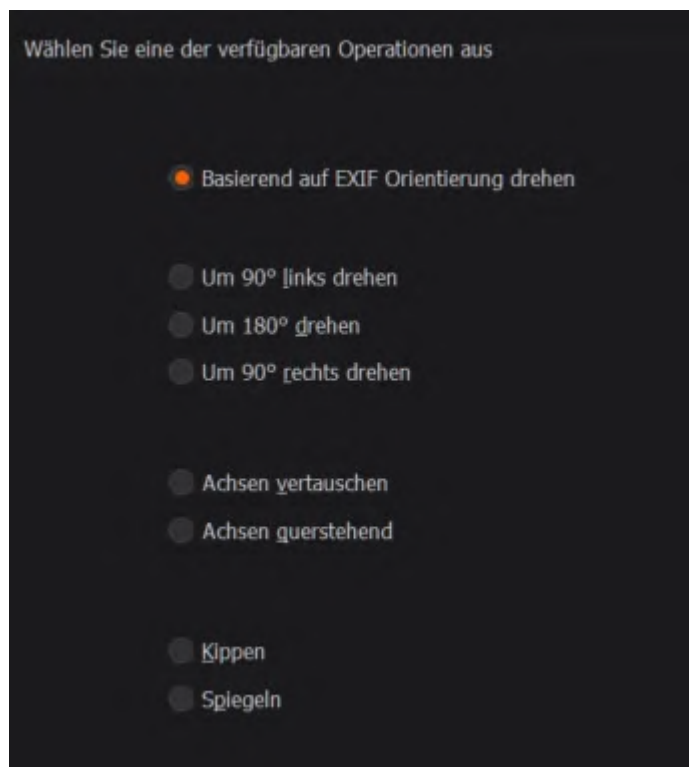 Wählen Sie eine der verfügbaren Operationen aus
Basierend auf EXIF Orientierung drehen
Um 90° links drehen
Um 180° drehen
Um 90° rechts drehen
Achsen vertauschen
Achsen querstehend
Kippen
Spiegeln